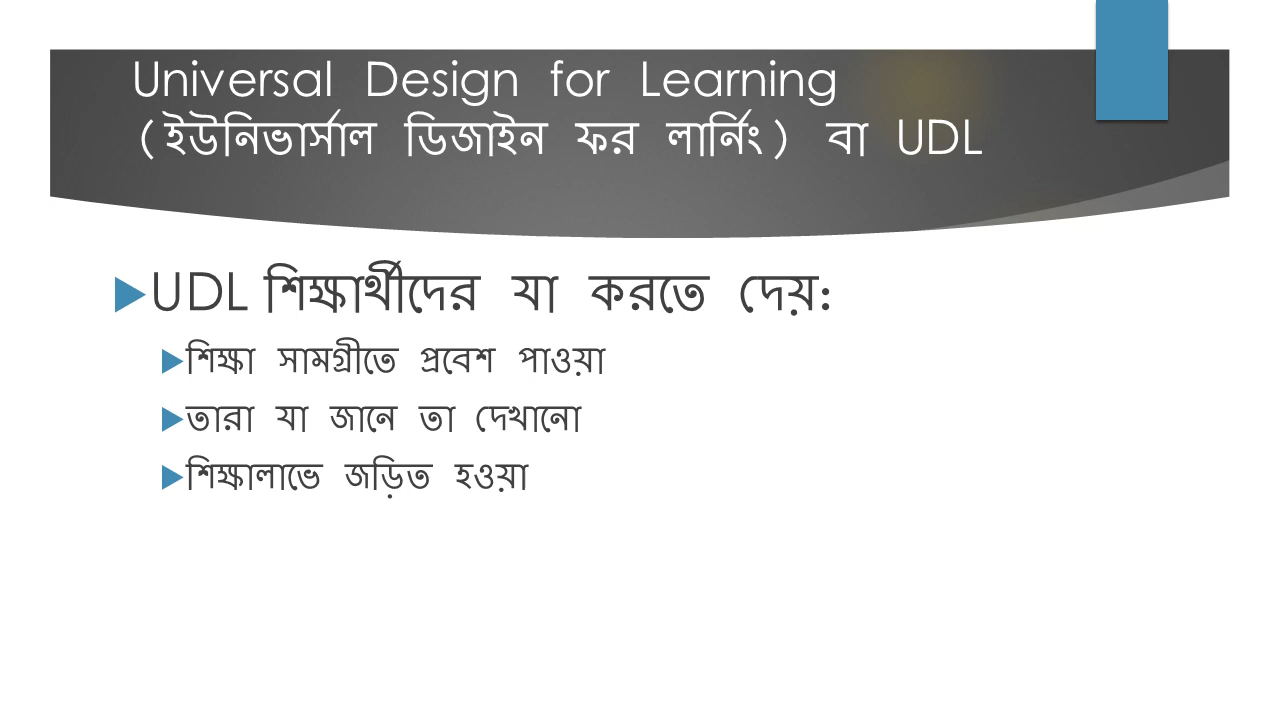 Universal Design for Learning
(ইউনিভার্সাল ডিজাইন ফর লার্নিং) বা UDL
UDL শিক্ষার্থীদের যা করতে দেয়ঃ
শিক্ষা সামগ্রীতে প্রবেশ পাওয়া
তারা যা জানে তা দেখানো
শিক্ষালাভে জড়িত হওয়া